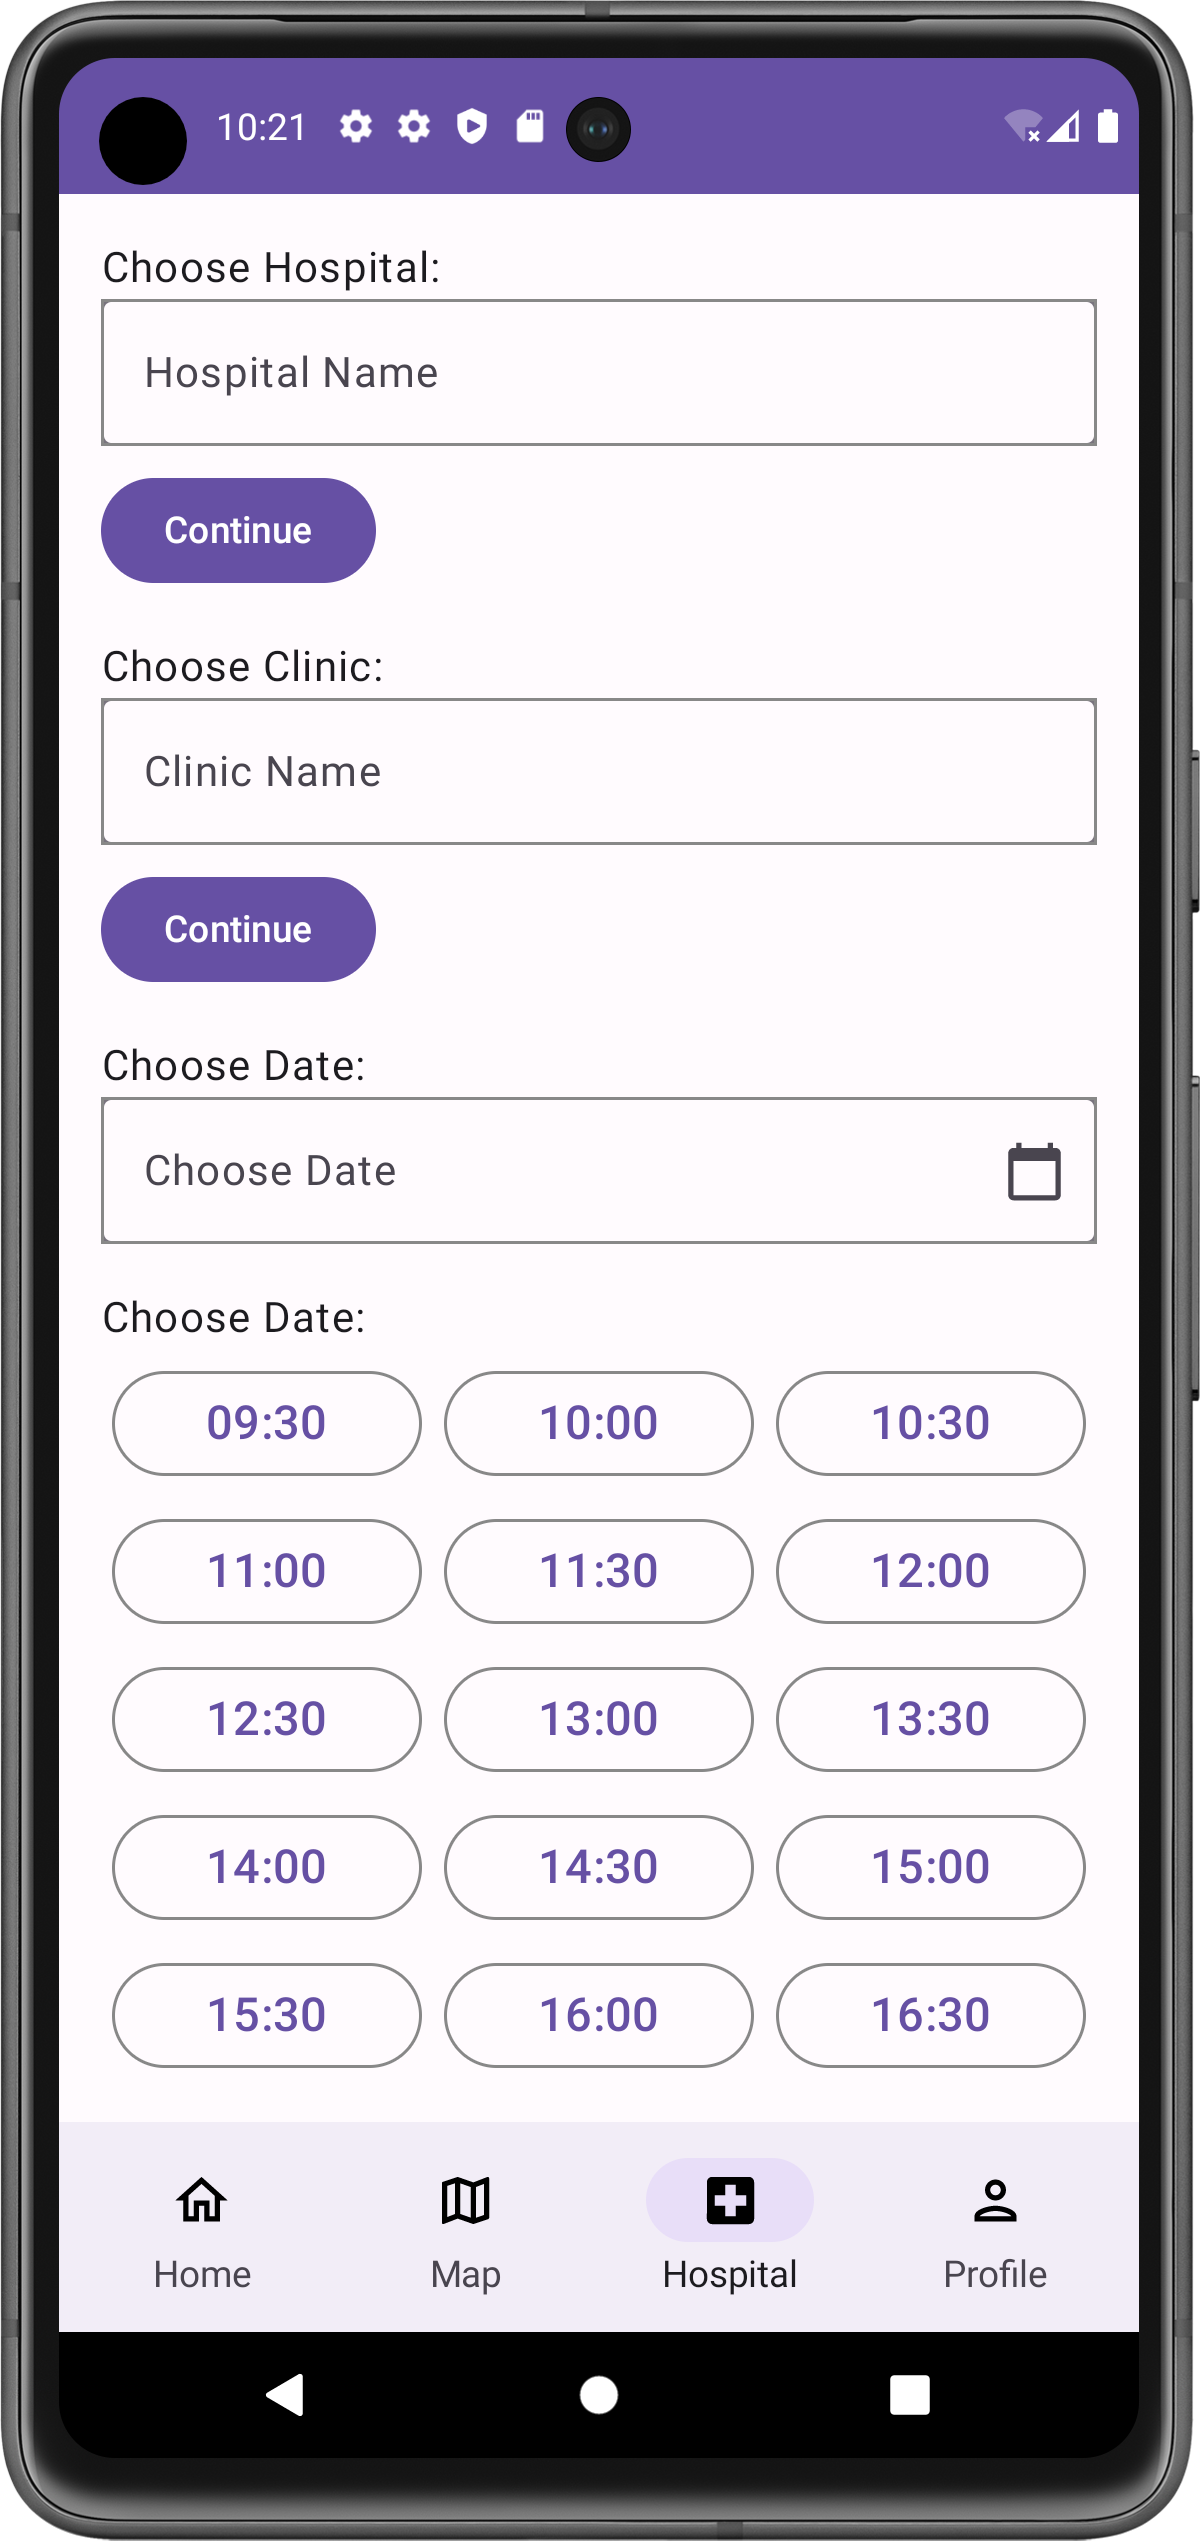 10:21
Choose Hospital:
Hospital Name
Continue
Choose Clinic:
Clinic Name
Continue
Choose Date:
Choose Date
Choose Date:
09:30 10:00 10:30
11:00 11:30 12:00
12:30 13:00 13:30
14:00 14:30 15:00
15:30 16:00 16:30
Home Map Hospital Profile